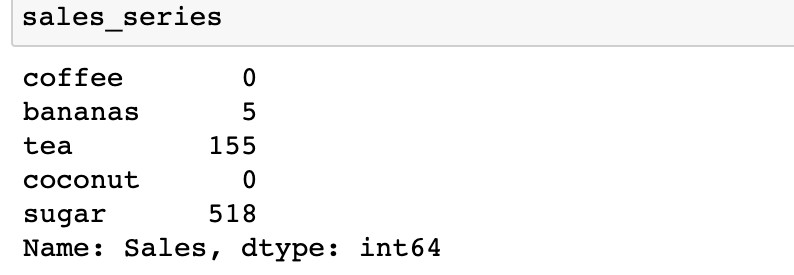 sales_series
coffee 0
bananas 5
tea 155
coconut 0
sugar 518
Name: Sales, dtype: int64